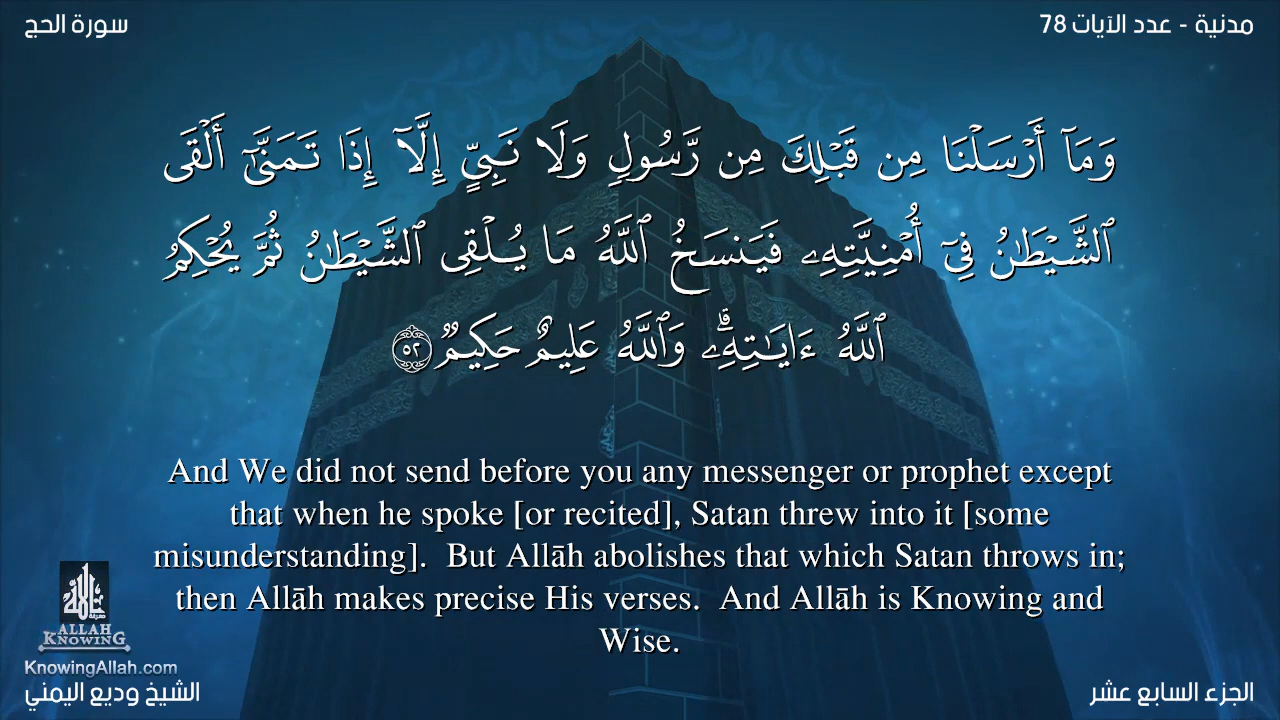 سورة الحج
مدنية - عدد الآيات 78
وَمَآ أَرْسَلْنَا مِن قَبْلِكَ مِن رَّسُولٍ وَلَا نَبِىٍّ إِلَّآ إِذَا تَمَنَّىٰٓ أَلْقَى
ٱلشَّيْطَـٰنُ فِىٓ أُمْنِيَّتِهِۦ فَيَنسَخُ ٱللَّهُ مَا يُلْقِى ٱلشَّيْطَـٰنُ ثُمَّ يُحْكِمُ
ٱللَّهُ ءَايَـٰتِهِۦ ۗ وَٱللَّهُ عَلِيمٌ حَكِيمٌ ٥٢
And We did not send before you any messenger or prophet except
that when he spoke [or recited], Satan threw into it [some
misunderstanding].  But Allāh abolishes that which Satan throws in;
then Allāh makes precise His verses.  And Allāh is Knowing and
Wise.
ALLAH
KNOWING
KnowingAllah.com
الشيخ وديع اليمني
الجزء السابع عشر